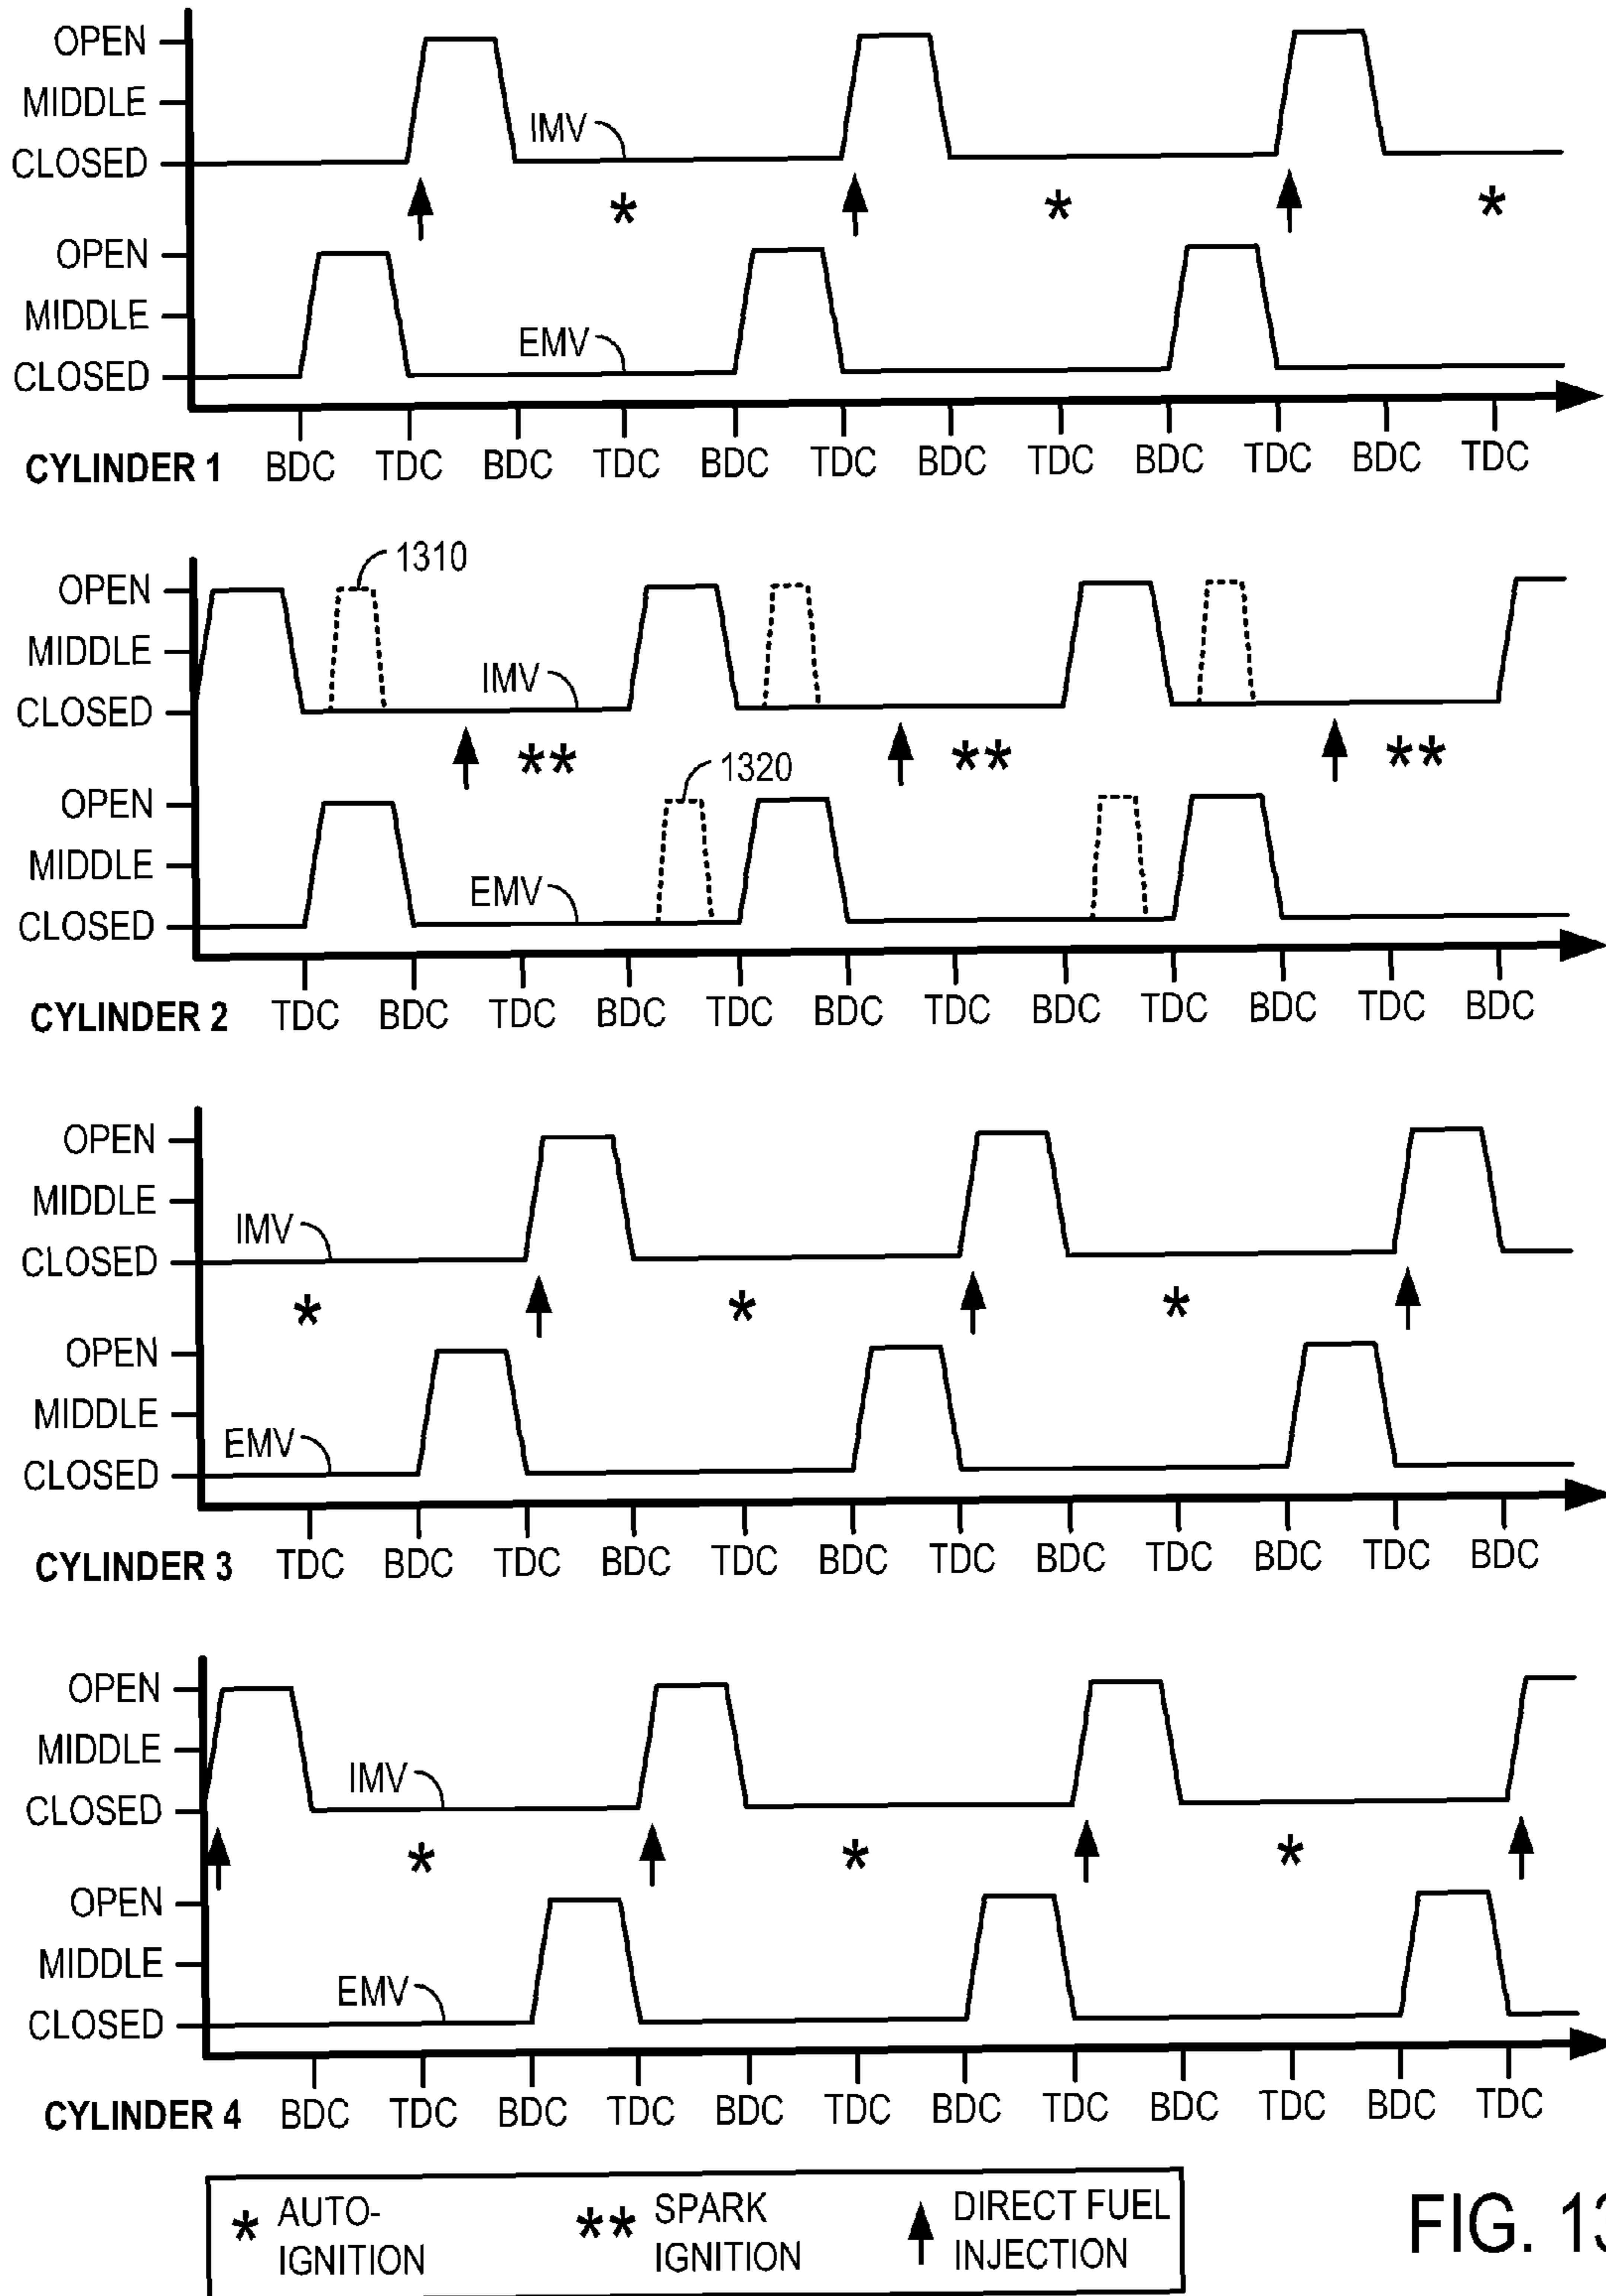 OPEN
MIDDLE
CLOSED
IMV
* * *
OPEN
MIDDLE
CLOSED
EMV
CYLINDER 1 BDC TDC BDC TDC BDC TDC BDC TDC BDC TDC BDC TDC
1310
OPEN
MIDDLE
CLOSED
IMV
** ** **
1320
OPEN
MIDDLE
CLOSED
EMV
CYLINDER 2 TDC BDC TDC BDC TDC BDC TDC BDC TDC BDC TDC BDC
OPEN
MIDDLE
CLOSED
IMV
* * *
OPEN
MIDDLE
CLOSED
EMV
CYLINDER 3 TDC BDC TDC BDC TDC BDC TDC BDC TDC BDC TDC BDC
OPEN
MIDDLE
CLOSED
IMV
* * *
OPEN
MIDDLE
CLOSED
EMV
CYLINDER 4 BDC TDC BDC TDC BDC TDC BDC TDC BDC TDC BDC TDC
* AUTO-
IGNITION
** SPARK
IGNITION
DIRECT FUEL
INJECTION
FIG. 13